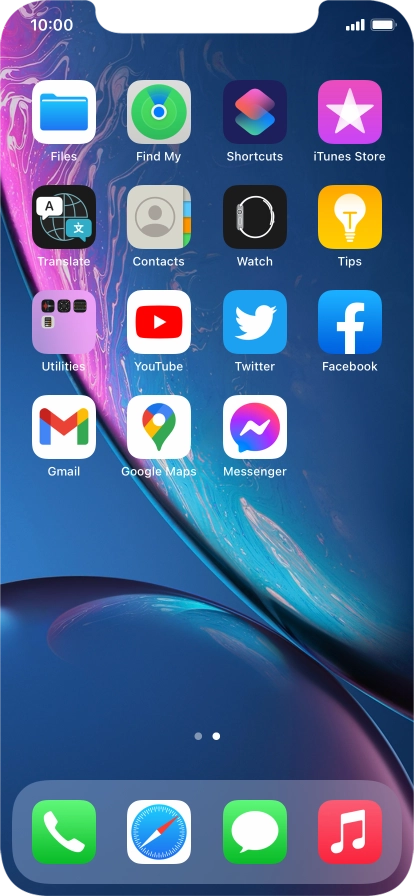 10:00
Files
Find My
Shortcuts
iTunes Store
A
文
Translate
Contacts
Watch
Tips
Utilities
YouTube
Twitter
Facebook
Gmail
Google Maps
Messenger